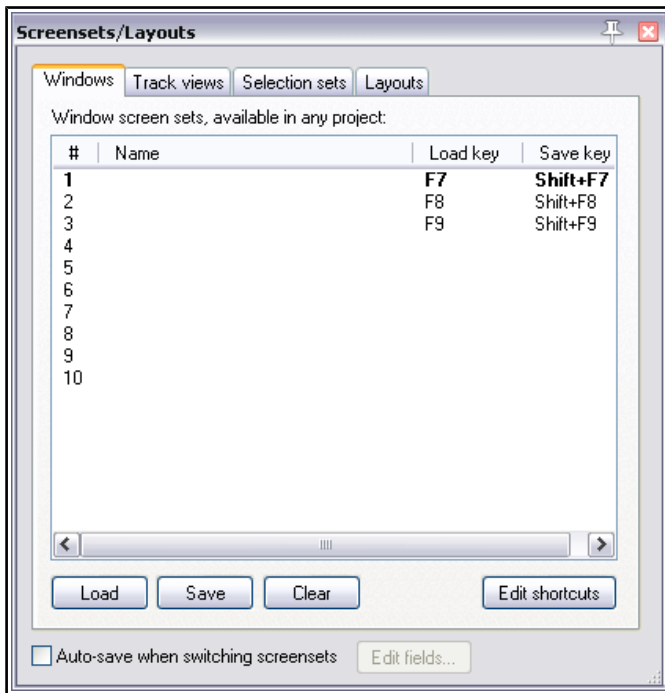 Screensets/Layouts
Windows Track views Selection sets Layouts
Window screen sets, available in any project:
# Name Load key Save key
1 F7 Shift+F7
2 F8 Shift+F8
3 F9 Shift+F9
4
5
6
7
8
9
10
Load Save Clear Edit shortcuts
Auto-save when switching screensets Edit fields...